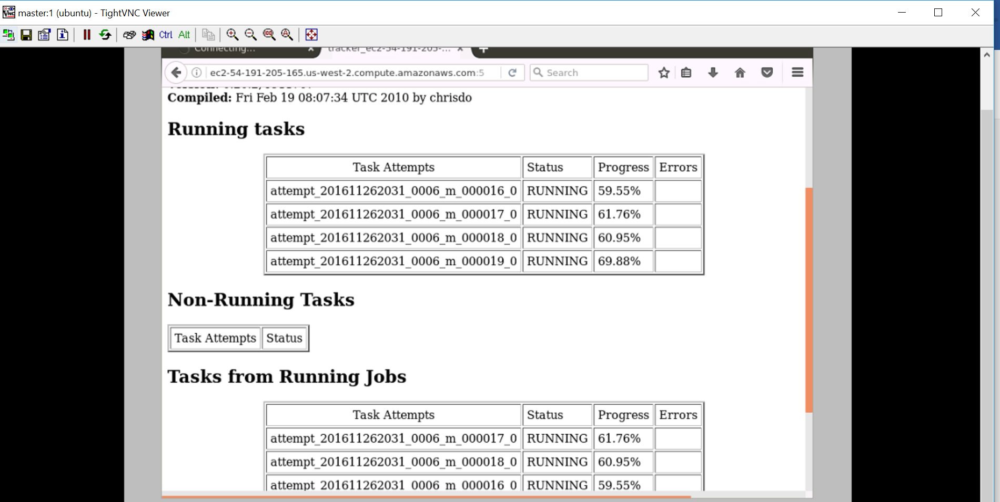 master:1 (ubuntu) - TightVNC Viewer
Ctrl Alt
Connecting...
tracker_ec2-54-191-205-...
ec2-54-191-205-165.us-west-2.compute.amazonaws.com:5
Search
Compiled: Fri Feb 19 08:07:34 UTC 2010 by chrisdo
Running tasks
Task Attempts Status Progress Errors
attempt_201611262031_0006_m_000016_0 RUNNING 59.55%
attempt_201611262031_0006_m_000017_0 RUNNING 61.76%
attempt_201611262031_0006_m_000018_0 RUNNING 60.95%
attempt_201611262031_0006_m_000019_0 RUNNING 69.88%
Non-Running Tasks
Task Attempts Status
Tasks from Running Jobs
Task Attempts Status Progress Errors
attempt_201611262031_0006_m_000017_0 RUNNING 61.76%
attempt_201611262031_0006_m_000018_0 RUNNING 60.95%
attempt_201611262031_0006_m_000016_0 RUNNING 59.55%